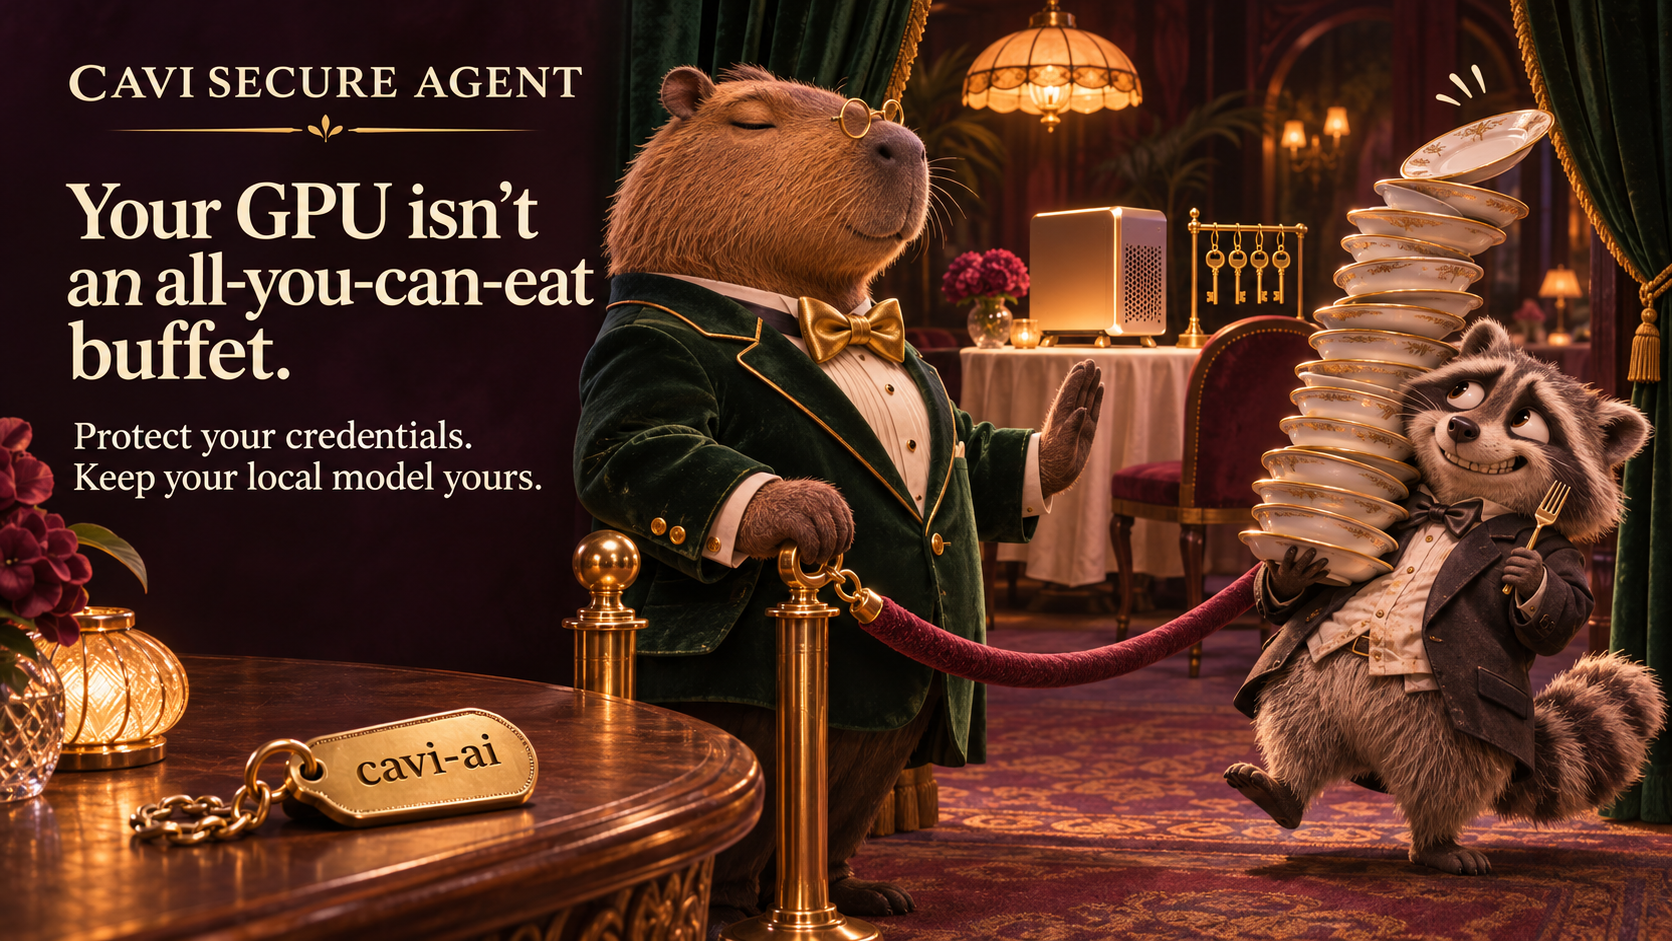 CAVI SECURE AGENT
Your GPU isn't
an all-you-can-eat
buffet.
Protect your credentials.
Keep your local model yours.
cavi-ai